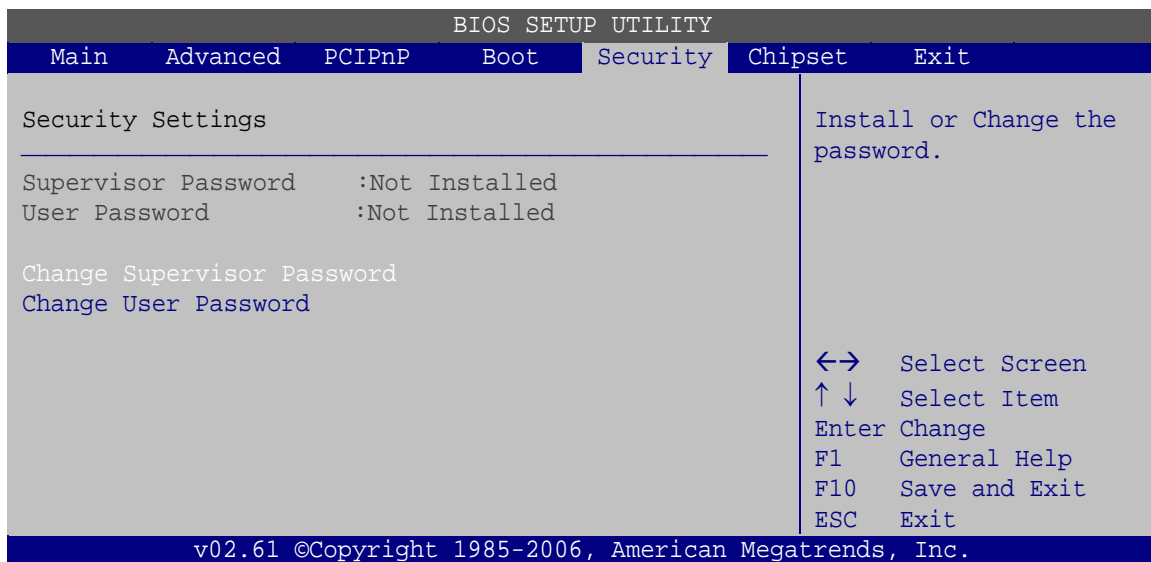 BIOS SETUP UTILITY
Main Advanced PCIPnP Boot Security Chipset Exit
Security Settings
Supervisor Password :Not Installed
User Password :Not Installed
Change Supervisor Password
Change User Password
Install or Change the
password.
←→ Select Screen
↑ ↓ Select Item
Enter Change
F1 General Help
F10 Save and Exit
ESC Exit
v02.61 ©Copyright 1985-2006, American Megatrends, Inc.